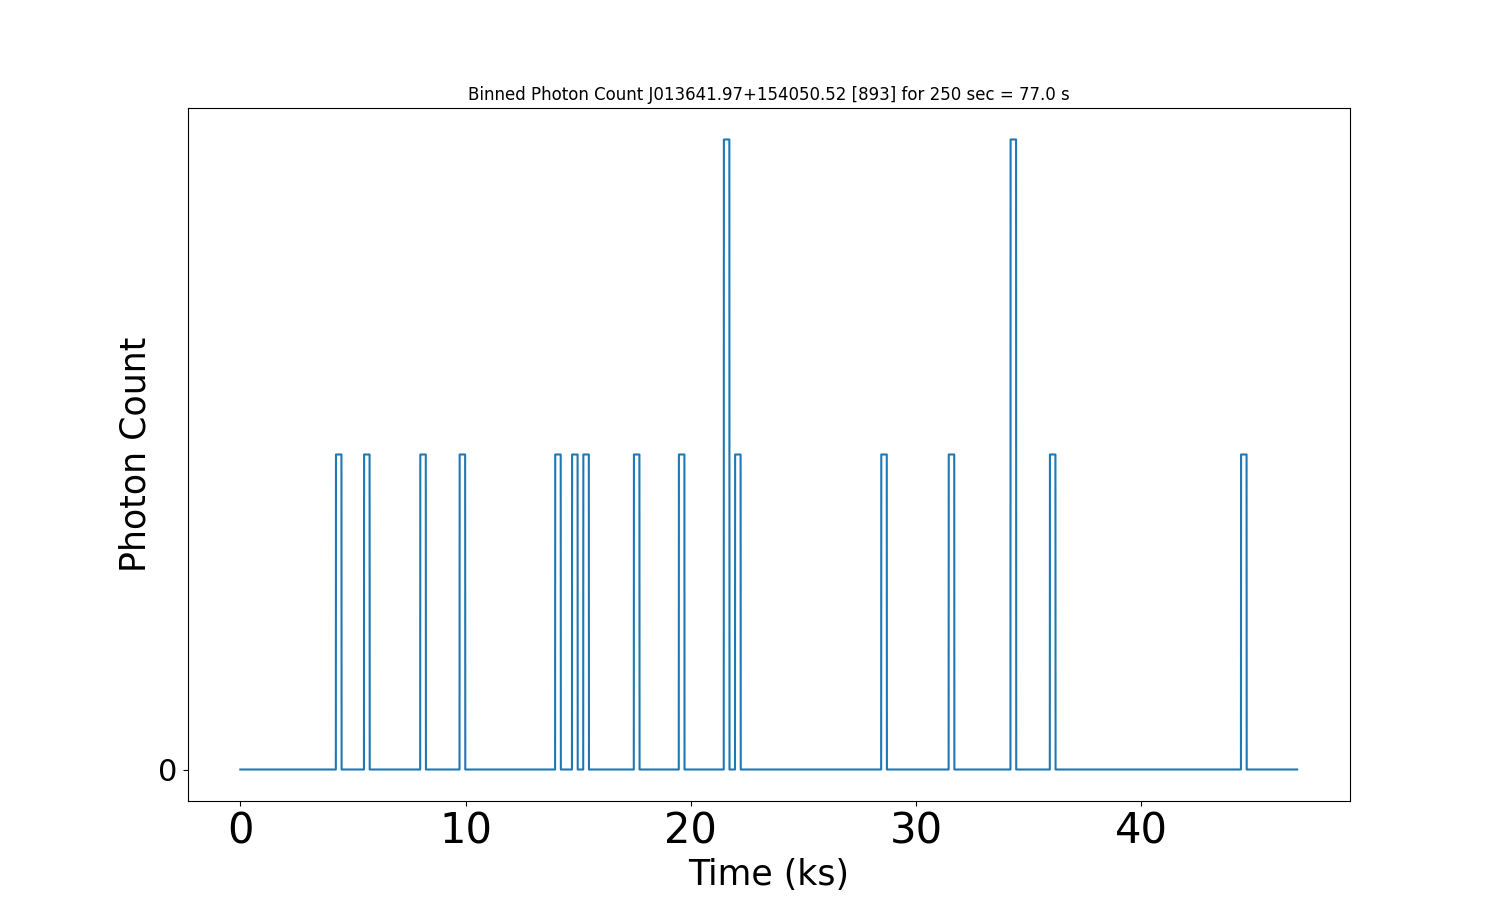 Binned Photon Count J013641.97+154050.52 [893] for 250 sec = 77.0 s
Photon Count
0
0 10 20 30 40
Time (ks)